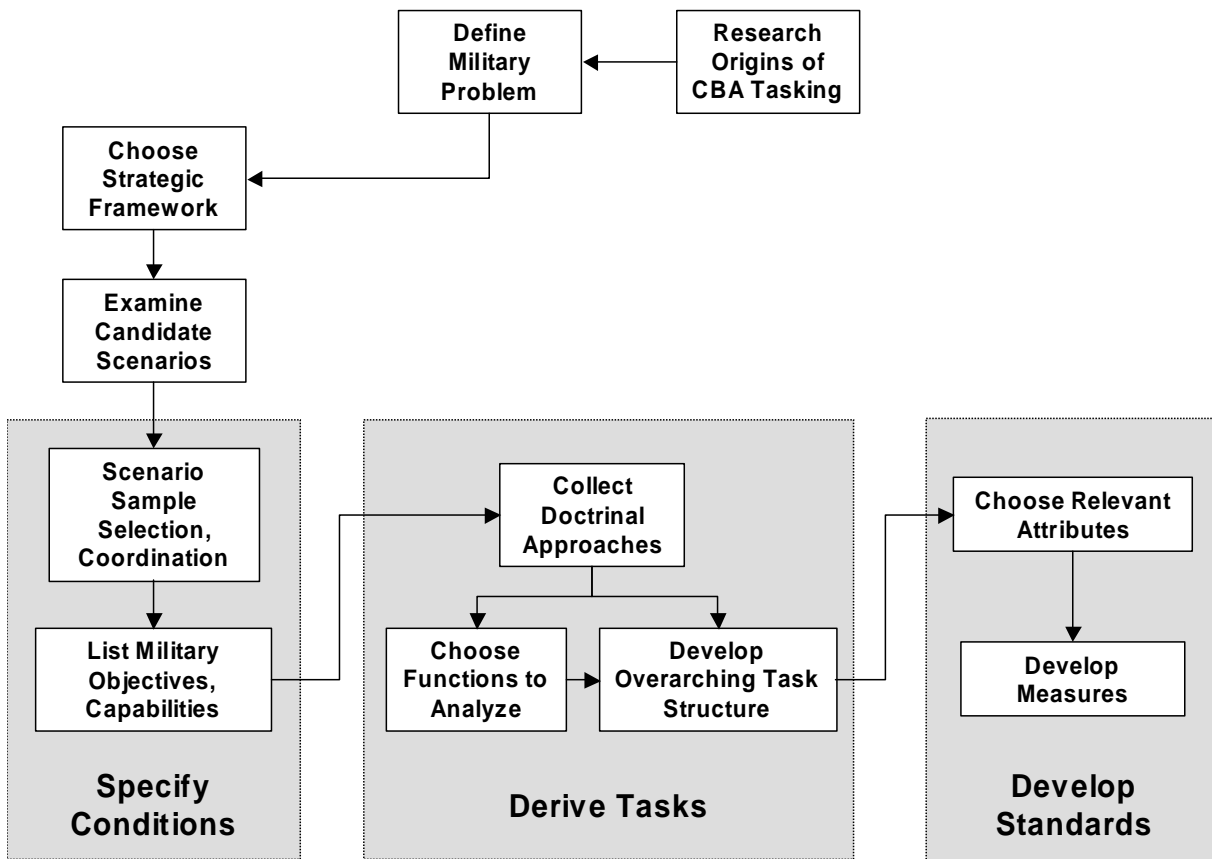 Define
Military
Problem
Research
Origins of
CBA Tasking
Choose
Strategic
Framework
Examine
Candidate
Scenarios
Scenario
Sample
Selection,
Coordination
List Military
Objectives,
Capabilities
Specify
Conditions
Collect
Doctrinal
Approaches
Choose
Functions to
Analyze
Develop
Overarching Task
Structure
Derive Tasks
Choose Relevant
Attributes
Develop
Measures
Develop
Standards